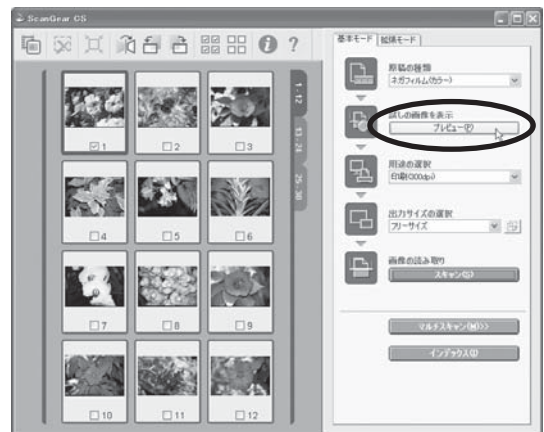 ScanGear CS
基本モード
拡張モード
原稿の種類
ネガフィルム(カラー)
試しの画像を表示
プレビュー(P)
用途の選択
印刷(300dpi)
出力サイズの選択
フリーサイズ
画像の読み取り
スキャン(S)
マルチスキャン(M)>>
インデックス(I)
1 - 12
13 - 24
25 - 30
1
2
3
4
5
6
7
8
9
10
11
12